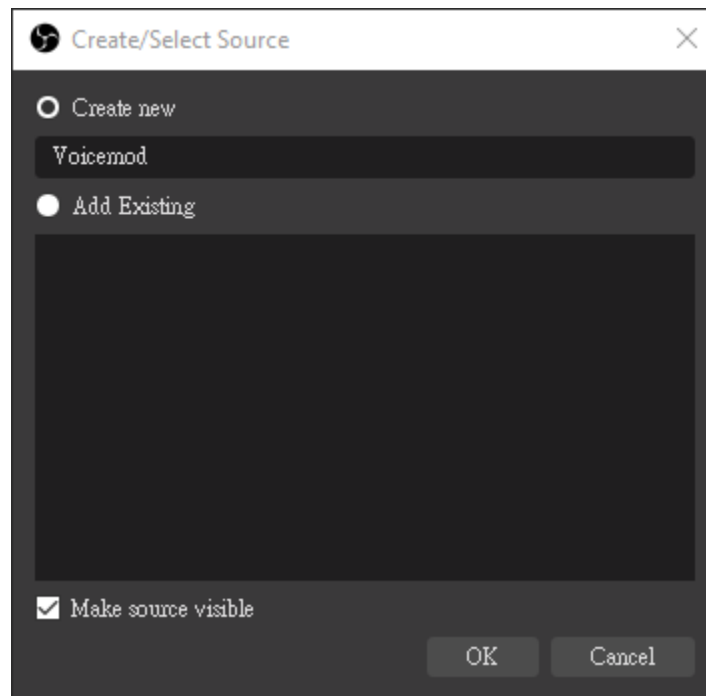 Create/Select Source
Create new
Voicemod
Add Existing
Make source visible
OK
Cancel